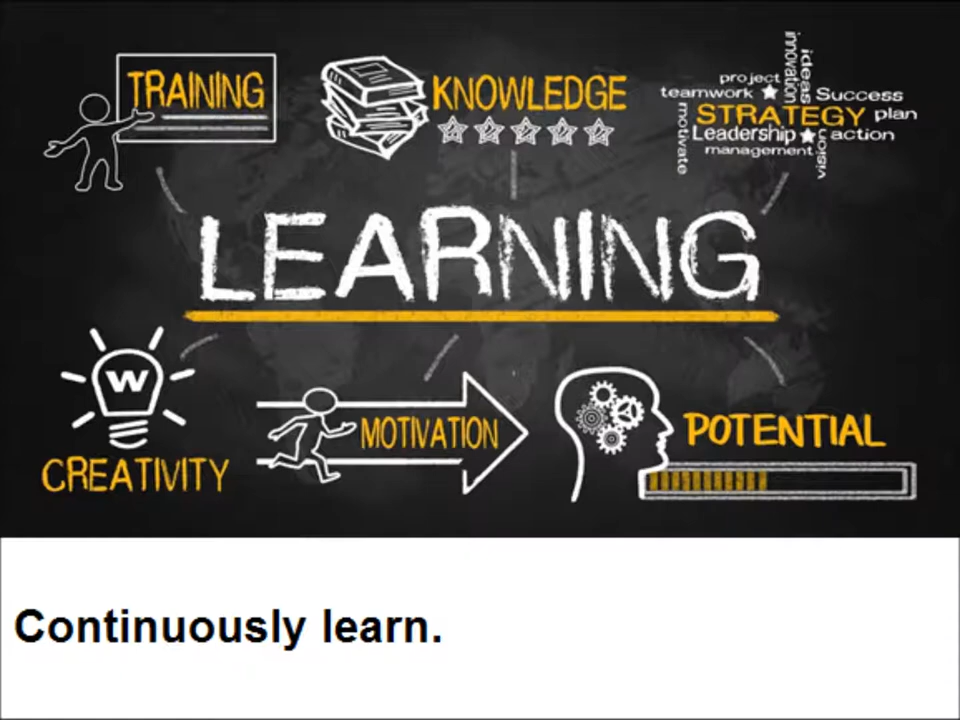 TRAINING
KNOWLEDGE
project
teamwork
motivate
innovation
ideas
Success
STRATEGY plan
Leadership action
management
vision
LEARNING
W
CREATIVITY
MOTIVATION
POTENTIAL
Continuously learn.